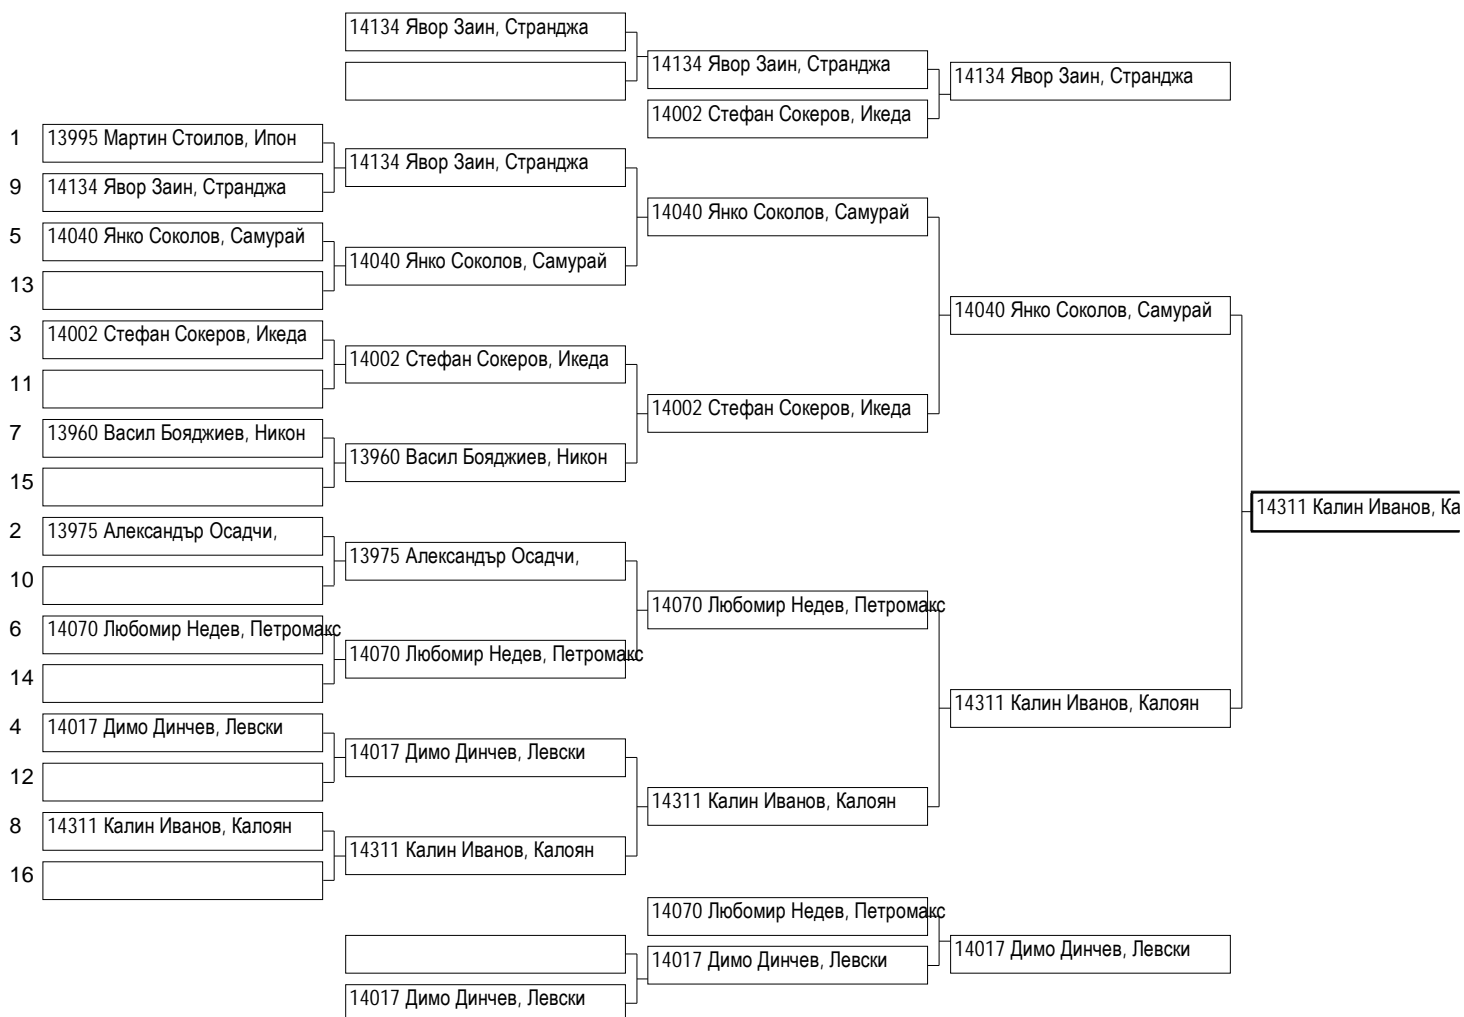 14134 Явор Заин, Странджа
14134 Явор Заин, Странджа
14134 Явор Заин, Странджа
14002 Стефан Сокеров, Икеда
1 13995 Мартин Стоилов, Ипон
14134 Явор Заин, Странджа
9 14134 Явор Заин, Странджа
14040 Янко Соколов, Самурай
5 14040 Янко Соколов, Самурай
14040 Янко Соколов, Самурай
13
14040 Янко Соколов, Самурай
3 14002 Стефан Сокеров, Икеда
14002 Стефан Сокеров, Икеда
11
14002 Стефан Сокеров, Икеда
7 13960 Васил Бояджиев, Никон
13960 Васил Бояджиев, Никон
15
14311 Калин Иванов, Ка
2 13975 Александър Осадчи,
13975 Александър Осадчи,
10
14070 Любомир Недев, Петромакс
6 14070 Любомир Недев, Петромакс
14070 Любомир Недев, Петромакс
14
14311 Калин Иванов, Калоян
4 14017 Димо Динчев, Левски
14017 Димо Динчев, Левски
12
14311 Калин Иванов, Калоян
8 14311 Калин Иванов, Калоян
14311 Калин Иванов, Калоян
16
14070 Любомир Недев, Петромакс
14017 Димо Динчев, Левски
14017 Димо Динчев, Левски
14017 Димо Динчев, Левски